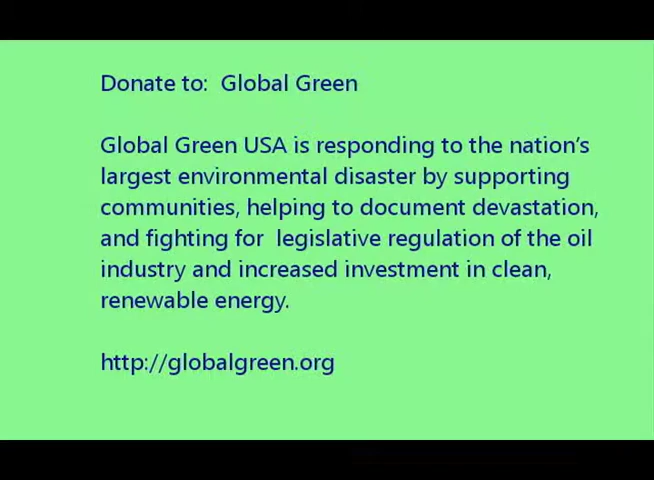 Donate to:  Global Green
Global Green USA is responding to the nation's
largest environmental disaster by supporting
communities, helping to document devastation,
and fighting for  legislative regulation of the oil
industry and increased investment in clean,
renewable energy.
http://globalgreen.org